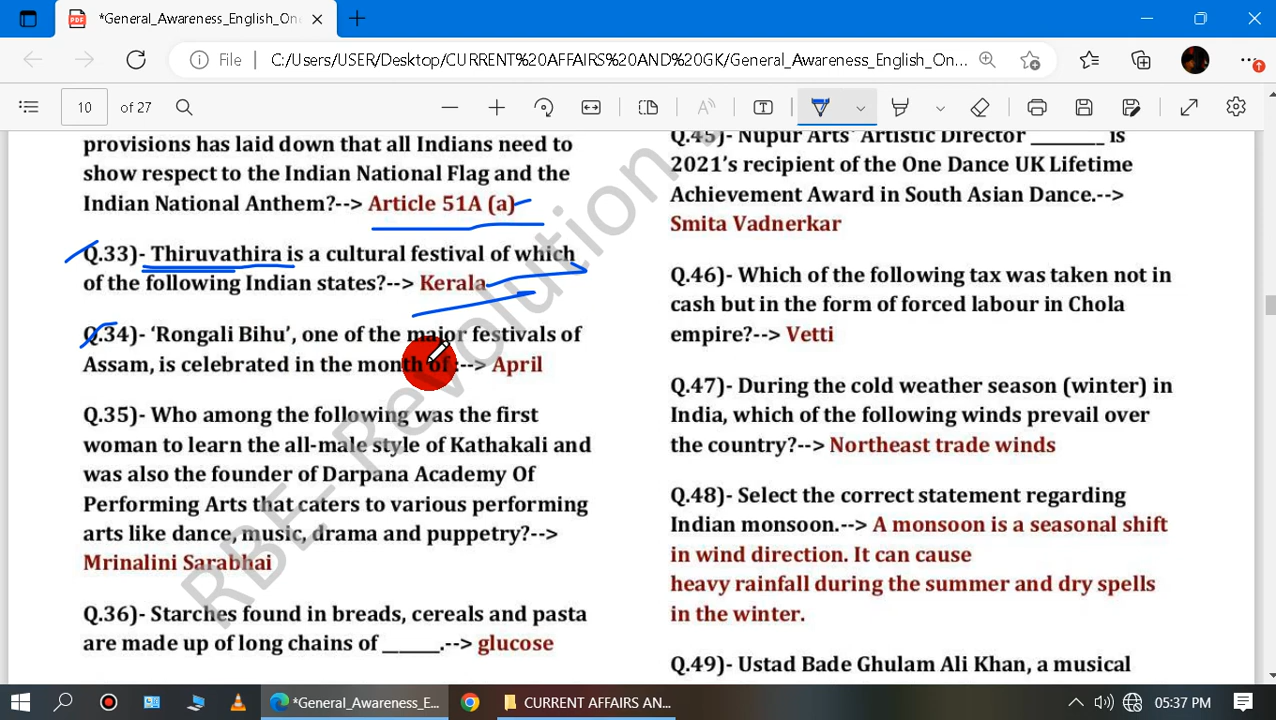 *General_Awareness_English_On
File
C:/Users/USER/Desktop/CURRENT%20AFFAIRS%20AND%20GK/General_Awareness_English_On...
10
of 27
provisions has laid down that all Indians need to
show respect to the Indian National Flag and the
Indian National Anthem?--> Article 51A (a)
Q.33)- Thiruvathira is a cultural festival of which
of the following Indian states?--> Kerala
Q.34)- ‘Rongali Bihu’, one of the major festivals of
Assam, is celebrated in the month of :--> April
Q.35)- Who among the following was the first
woman to learn the all-male style of Kathakali and
was also the founder of Darpana Academy Of
Performing Arts that caters to various performing
arts like dance, music, drama and puppetry?-->
Mrinalini Sarabhai
Q.36)- Starches found in breads, cereals and pasta
are made up of long chains of ______.--> glucose
Q.45)- Nupur Arts' Artistic Director ________ is
2021’s recipient of the One Dance UK Lifetime
Achievement Award in South Asian Dance.-->
Smita Vadnerkar
Q.46)- Which of the following tax was taken not in
cash but in the form of forced labour in Chola
empire?--> Vetti
Q.47)- During the cold weather season (winter) in
India, which of the following winds prevail over
the country?--> Northeast trade winds
Q.48)- Select the correct statement regarding
Indian monsoon.--> A monsoon is a seasonal shift
in wind direction. It can cause
heavy rainfall during the summer and dry spells
in the winter.
Q.49)- Ustad Bade Ghulam Ali Khan, a musical
RBE- Revolution
*General_Awareness_E...
CURRENT AFFAIRS AN...
05:37 PM